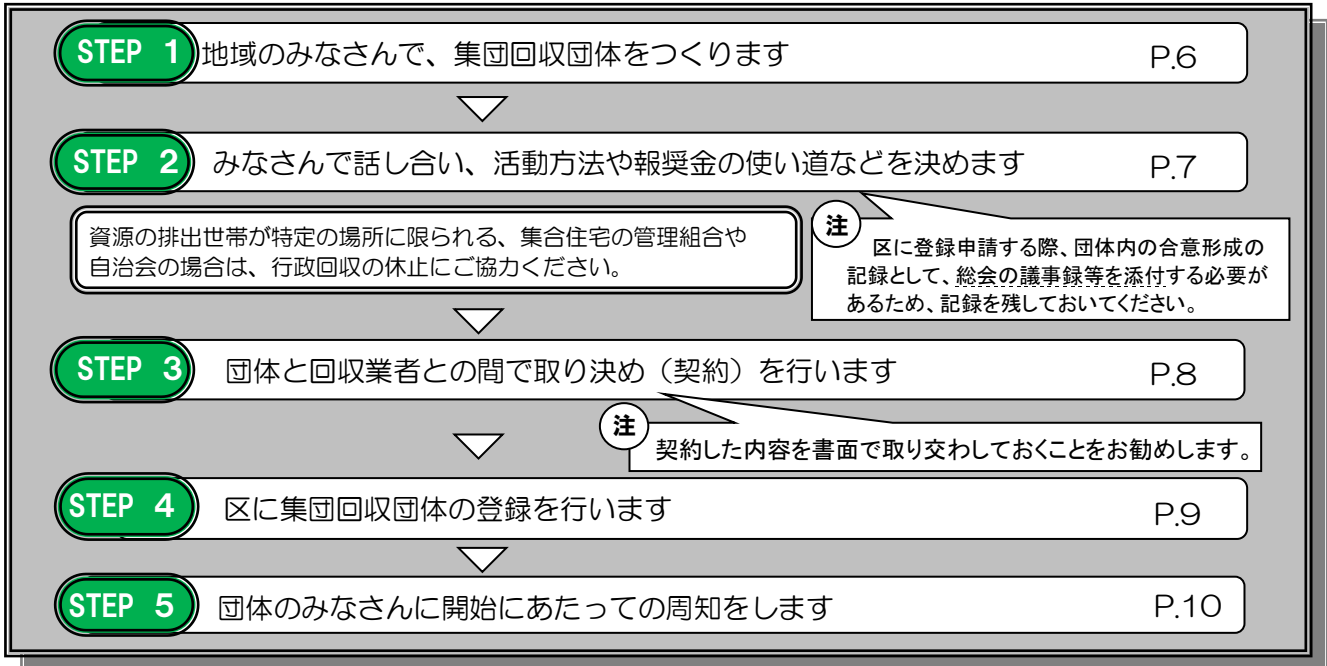 STEP 1 地域のみなさんで、集団回収団体をつくります P.6
STEP 2 みなさんで話し合い、活動方法や報奨金の使い道などを決めます P.7
資源の排出世帯が特定の場所に限られる、集合住宅の管理組合や
自治会の場合は、行政回収の休止にご協力ください。
注
区に登録申請する際、団体内の合意形成の
記録として、総会の議事録等を添付する必要が
あるため、記録を残しておいてください。
STEP 3 団体と回収業者との間で取り決め（契約）を行います P.8
注
契約した内容を書面で取り交わしておくことをお勧めします。
STEP 4 区に集団回収団体の登録を行います P.9
STEP 5 団体のみなさんに開始にあたっての周知をします P.10